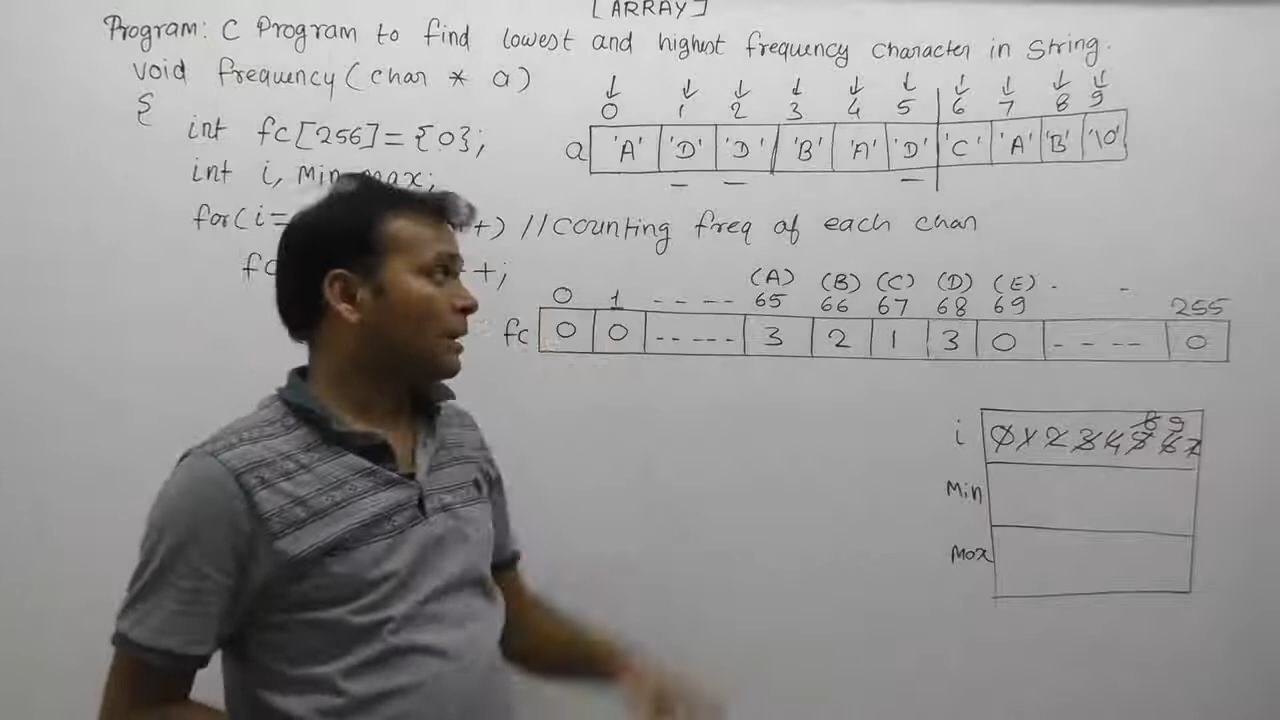 [ARRAY]
Program: C Program to find lowest and highest frequency character in String.
void frequency(char * a)
{
int fc[256]={0};
int i, Min, max;
for(i= +) //counting freq of each char
fc +;
0 1 2 3 4 5 6 7 8 9
a 'A' 'D' 'D' 'B' 'A' 'D' 'C' 'A' 'B' '\0'
(A) (B) (C) (D) (E) . -
0 1 ---- 65 66 67 68 69 255
fc 0 0 ----- 3 2 1 3 0 ---- 0
i 0 1 2 3 4 5 6 7 8 9
Min
Max